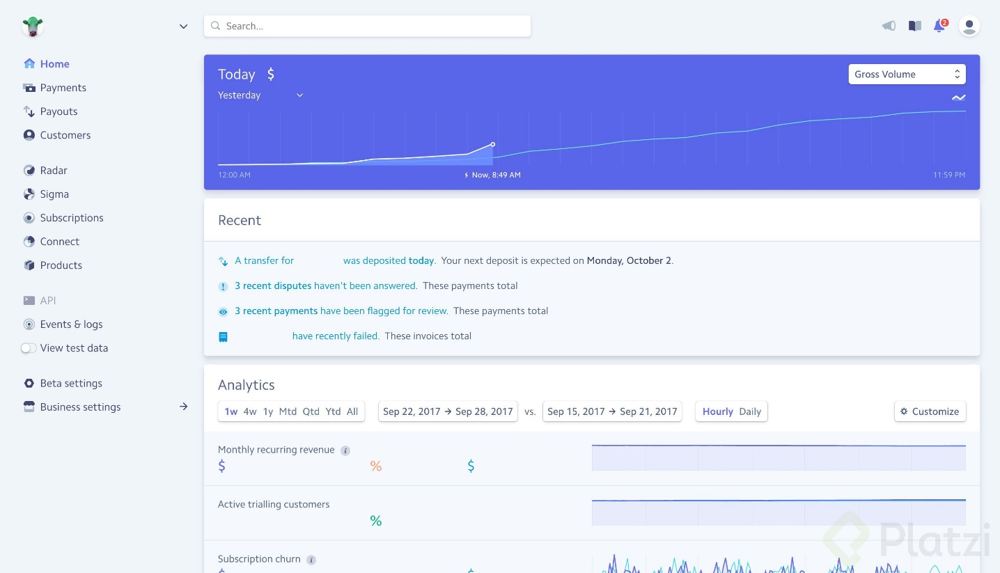 Search...
2
Home
Payments
Payouts
Customers
Radar
Sigma
Subscriptions
Connect
Products
API
Events & logs
View test data
Beta settings
Business settings
Today $
Gross Volume
Yesterday
12:00 AM
Now, 8:49 AM
11:59 PM
Recent
A transfer for was deposited today. Your next deposit is expected on Monday, October 2.
3 recent disputes haven't been answered. These payments total
3 recent payments have been flagged for review. These payments total
have recently failed. These invoices total
Analytics
1w 4w 1y Mtd Qtd Ytd All
Sep 22, 2017 → Sep 28, 2017 vs. Sep 15, 2017 → Sep 21, 2017
Hourly Daily
Customize
Monthly recurring revenue i
$ % $
Active trialling customers
%
Subscription churn i
Platzi